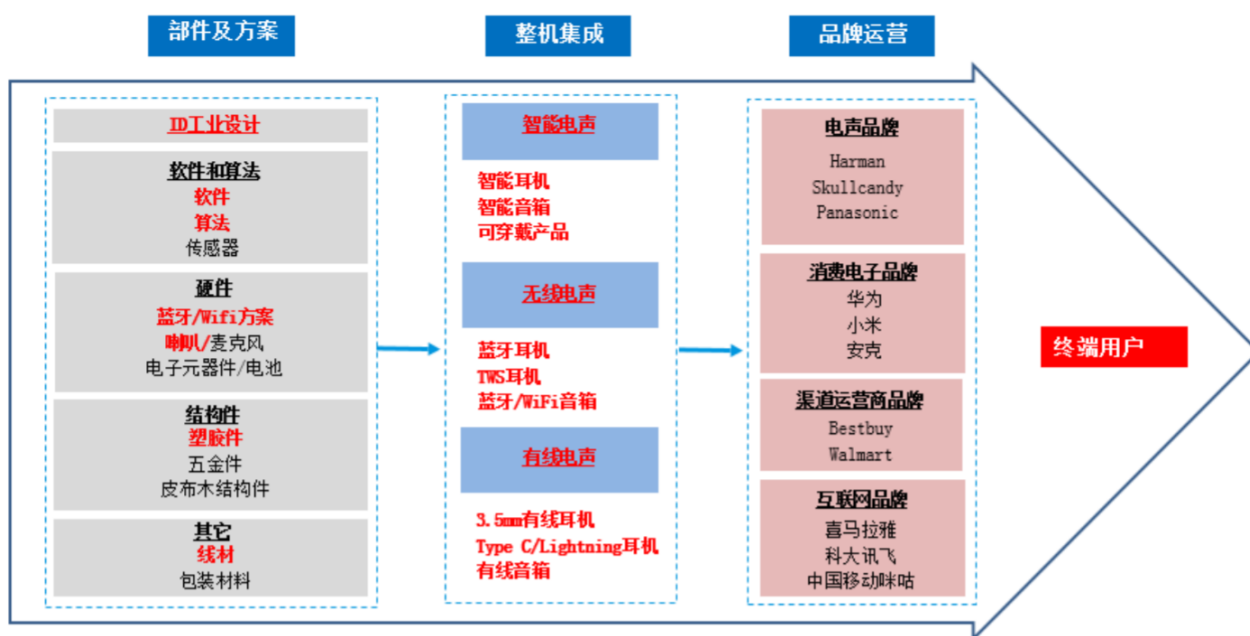 部件及方案
整机集成
品牌运营
ID工业设计
软件和算法
软件
算法
传感器
硬件
蓝牙/Wifi方案
喇叭/麦克风
电子元器件/电池
结构件
塑胶件
五金件
皮布木结构件
其它
线材
包装材料
智能电声
智能耳机
智能音箱
可穿戴产品
无线电声
蓝牙耳机
TWS耳机
蓝牙/WiFi音箱
有线电声
3.5mm有线耳机
Type C/Lightning耳机
有线音箱
电声品牌
Harman
Skullcandy
Panasonic
消费电子品牌
华为
小米
安克
渠道运营商品牌
Bestbuy
Walmart
互联网品牌
喜马拉雅
科大讯飞
中国移动咪咕
终端用户